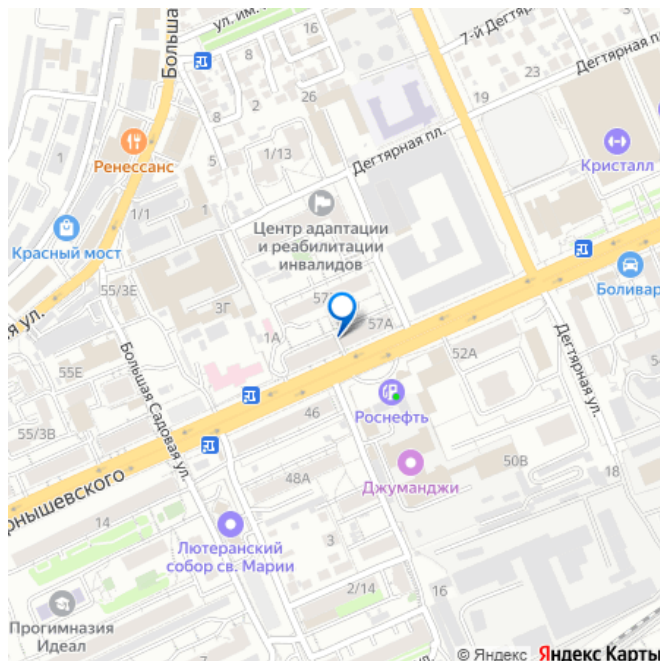 Большая
ул. им.
7-й Дегтярный
Дегтярная пл.
8
8
2
26
23
19
5
1
Ренессанс
1/13
Дегтярная пл.
Кристалл
1/1
1
Центр адаптации
и реабилитации
инвалидов
Красный мост
Боливар
55/3Е
3Г
57
57А
ая ул.
1А
52А
Дегтярная ул.
55Е
Большая Садовая ул.
Роснефть
46
55/3В
50В
48А
Джуманджи
18
рнышевского
14
3
Лютеранский
собор св. Марии
2/14
16
Прогимназия
Идеал
© Яндекс Яндекс Карты